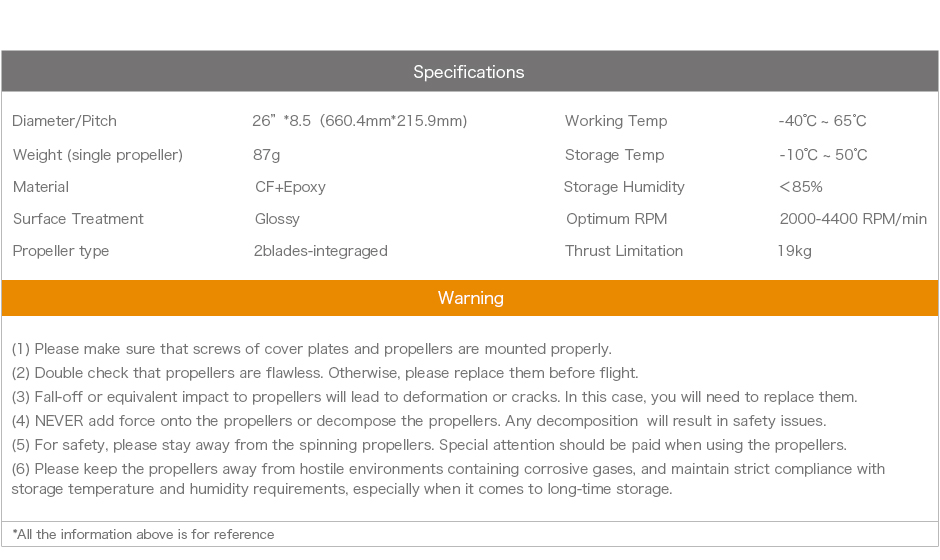 Specifications
Diameter/Pitch 26" *8.5 (660.4mm*215.9mm) Working Temp -40℃ ~ 65℃
Weight (single propeller) 87g Storage Temp -10℃ ~ 50℃
Material CF+Epoxy Storage Humidity ＜85%
Surface Treatment Glossy Optimum RPM 2000-4400 RPM/min
Propeller type 2blades-integraged Thrust Limitation 19kg
Warning
(1) Please make sure that screws of cover plates and propellers are mounted properly.
(2) Double check that propellers are flawless. Otherwise, please replace them before flight.
(3) Fall-off or equivalent impact to propellers will lead to deformation or cracks. In this case, you will need to replace them.
(4) NEVER add force onto the propellers or decompose the propellers. Any decomposition will result in safety issues.
(5) For safety, please stay away from the spinning propellers. Special attention should be paid when using the propellers.
(6) Please keep the propellers away from hostile environments containing corrosive gases, and maintain strict compliance with
storage temperature and humidity requirements, especially when it comes to long-time storage.
*All the information above is for reference